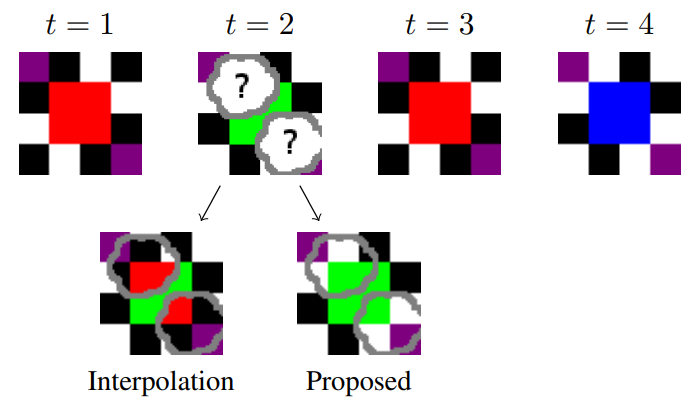 t = 1 t = 2 t = 3 t = 4
?
?
Interpolation Proposed